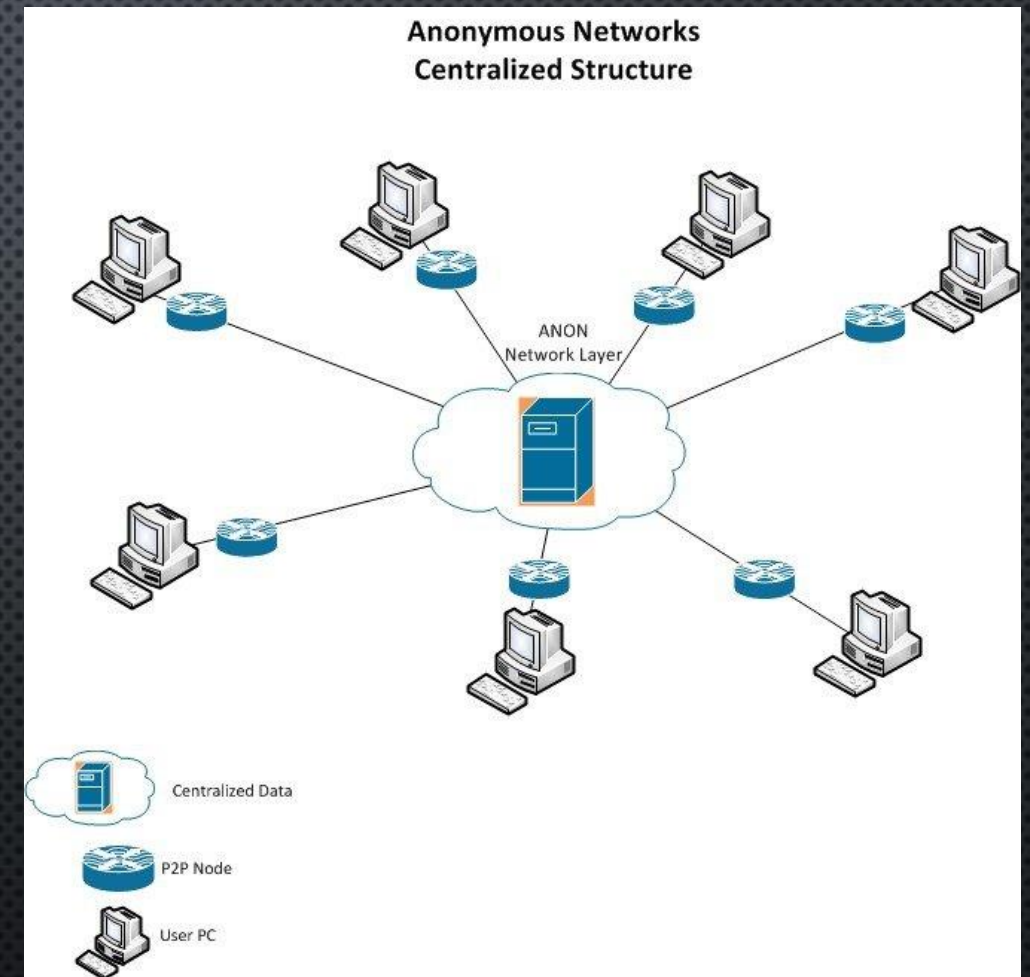 Anonymous Networks
Centralized Structure
ANON
Network Layer
Centralized Data
P2P Node
User PC